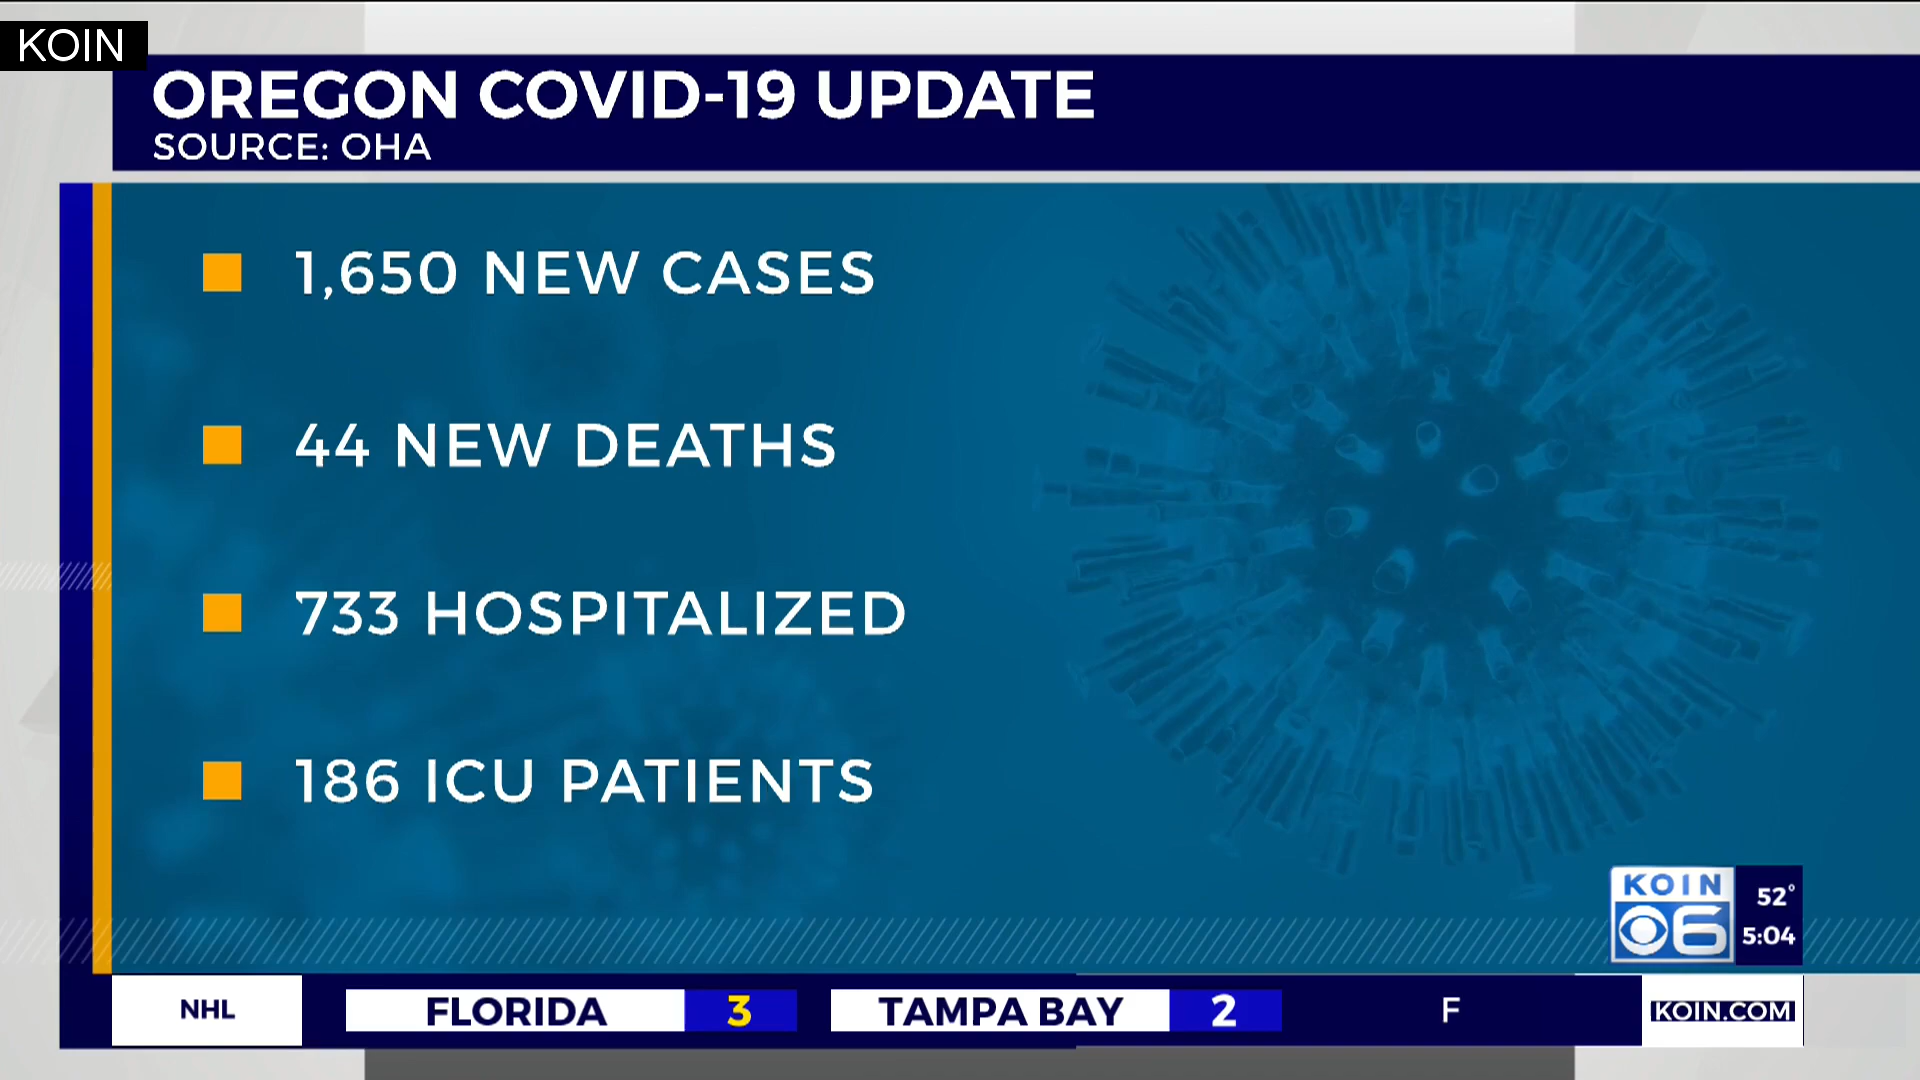 KOIN
OREGON COVID-19 UPDATE
SOURCE: OHA
1,650 NEW CASES
44 NEW DEATHS
733 HOSPITALIZED
186 ICU PATIENTS
KOIN
6
52°
5:04
NHL FLORIDA 3 TAMPA BAY 2 F KOIN.COM